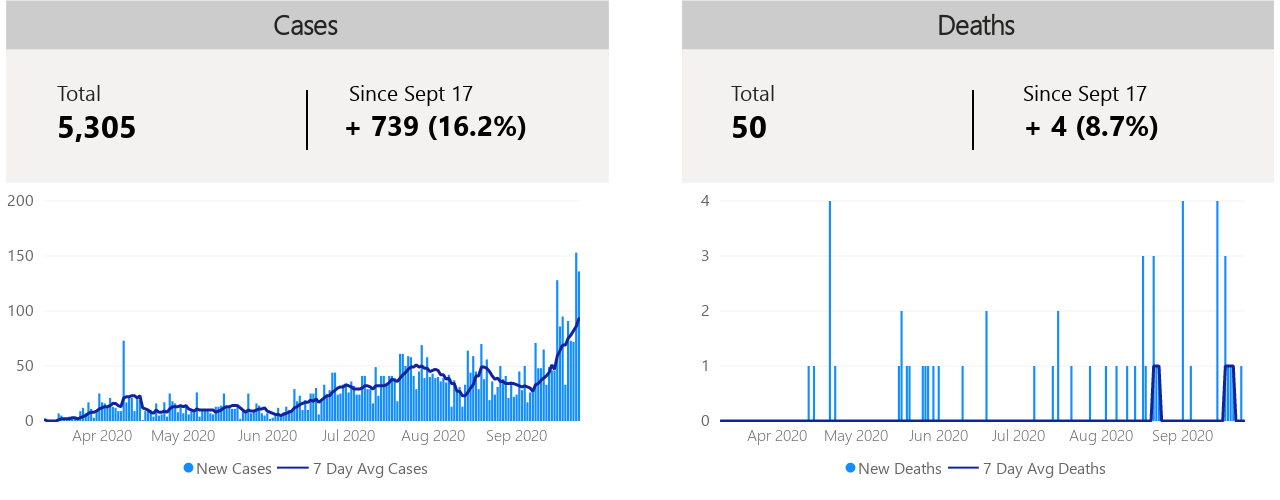 Cases
Total
Since Sept 17
5,305
+ 739 (16.2%)
200
150
100
50
0
Apr 2020
May 2020
Jun 2020
Jul 2020
Aug 2020
Sep 2020
New Cases
7 Day Avg Cases
Deaths
Total
Since Sept 17
50
+ 4 (8.7%)
4
3
2
1
0
Apr 2020
May 2020
Jun 2020
Jul 2020
Aug 2020
Sep 2020
New Deaths
7 Day Avg Deaths